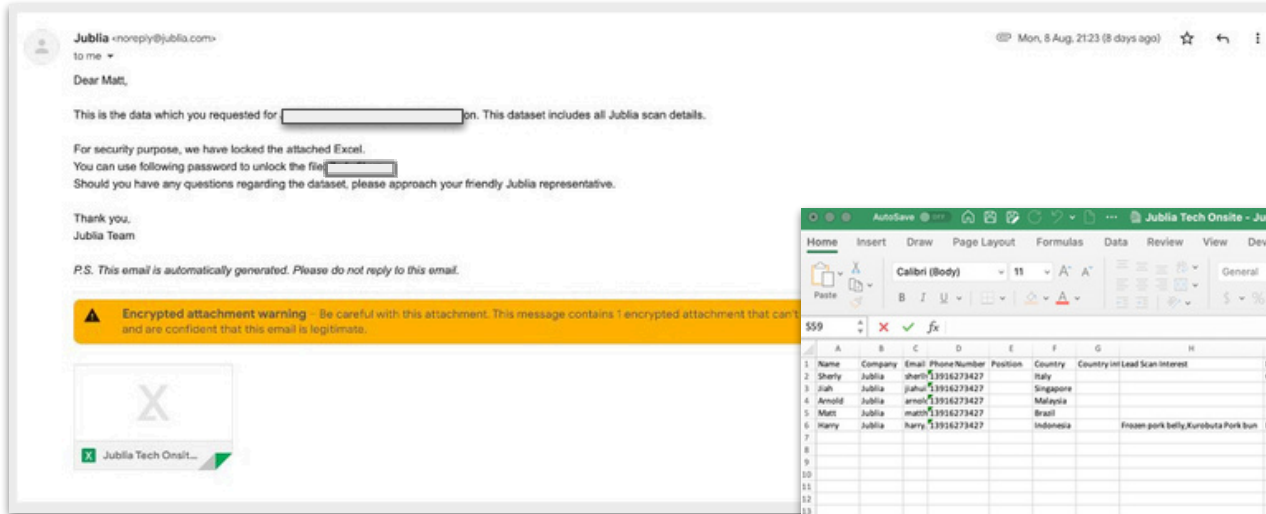 Jublia <noreply@jublia.com>
Mon, 8 Aug, 21:23 (8 days ago)
to me
Dear Matt,
This is the data which you requested for on. This dataset includes all Jublia scan details.
For security purpose, we have locked the attached Excel.
You can use following password to unlock the file
Should you have any questions regarding the dataset, please approach your friendly Jublia representative.
Thank you,
Jublia Team
P.S. This email is automatically generated. Please do not reply to this email.
Encrypted attachment warning – Be careful with this attachment. This message contains 1 encrypted attachment that can't
and are confident that this email is legitimate.
X
X Jublia Tech Onsit...
AutoSave OFF ... Jublia Tech Onsite - Ju
Home Insert Draw Page Layout Formulas Data Review View Dev
Paste
Calibri (Body) 11 A^ A
General
B I U A
$ %
S59 fx
A B C D E F G H
1 Name Company Email Phone Number Position Country Country int Lead Scan Interest
2 Sherly Jublia sherll 13916273427 Italy
3 Jiah Jublia jiahui 13916273427 Singapore
4 Arnold Jublia arnol 13916273427 Malaysia
5 Matt Jublia matth 13916273427 Brazil
6 Harry Jublia harry. 13916273427 Indonesia Frozen pork belly,Kurobuta Pork bun
7
8
9
10
11
12
13